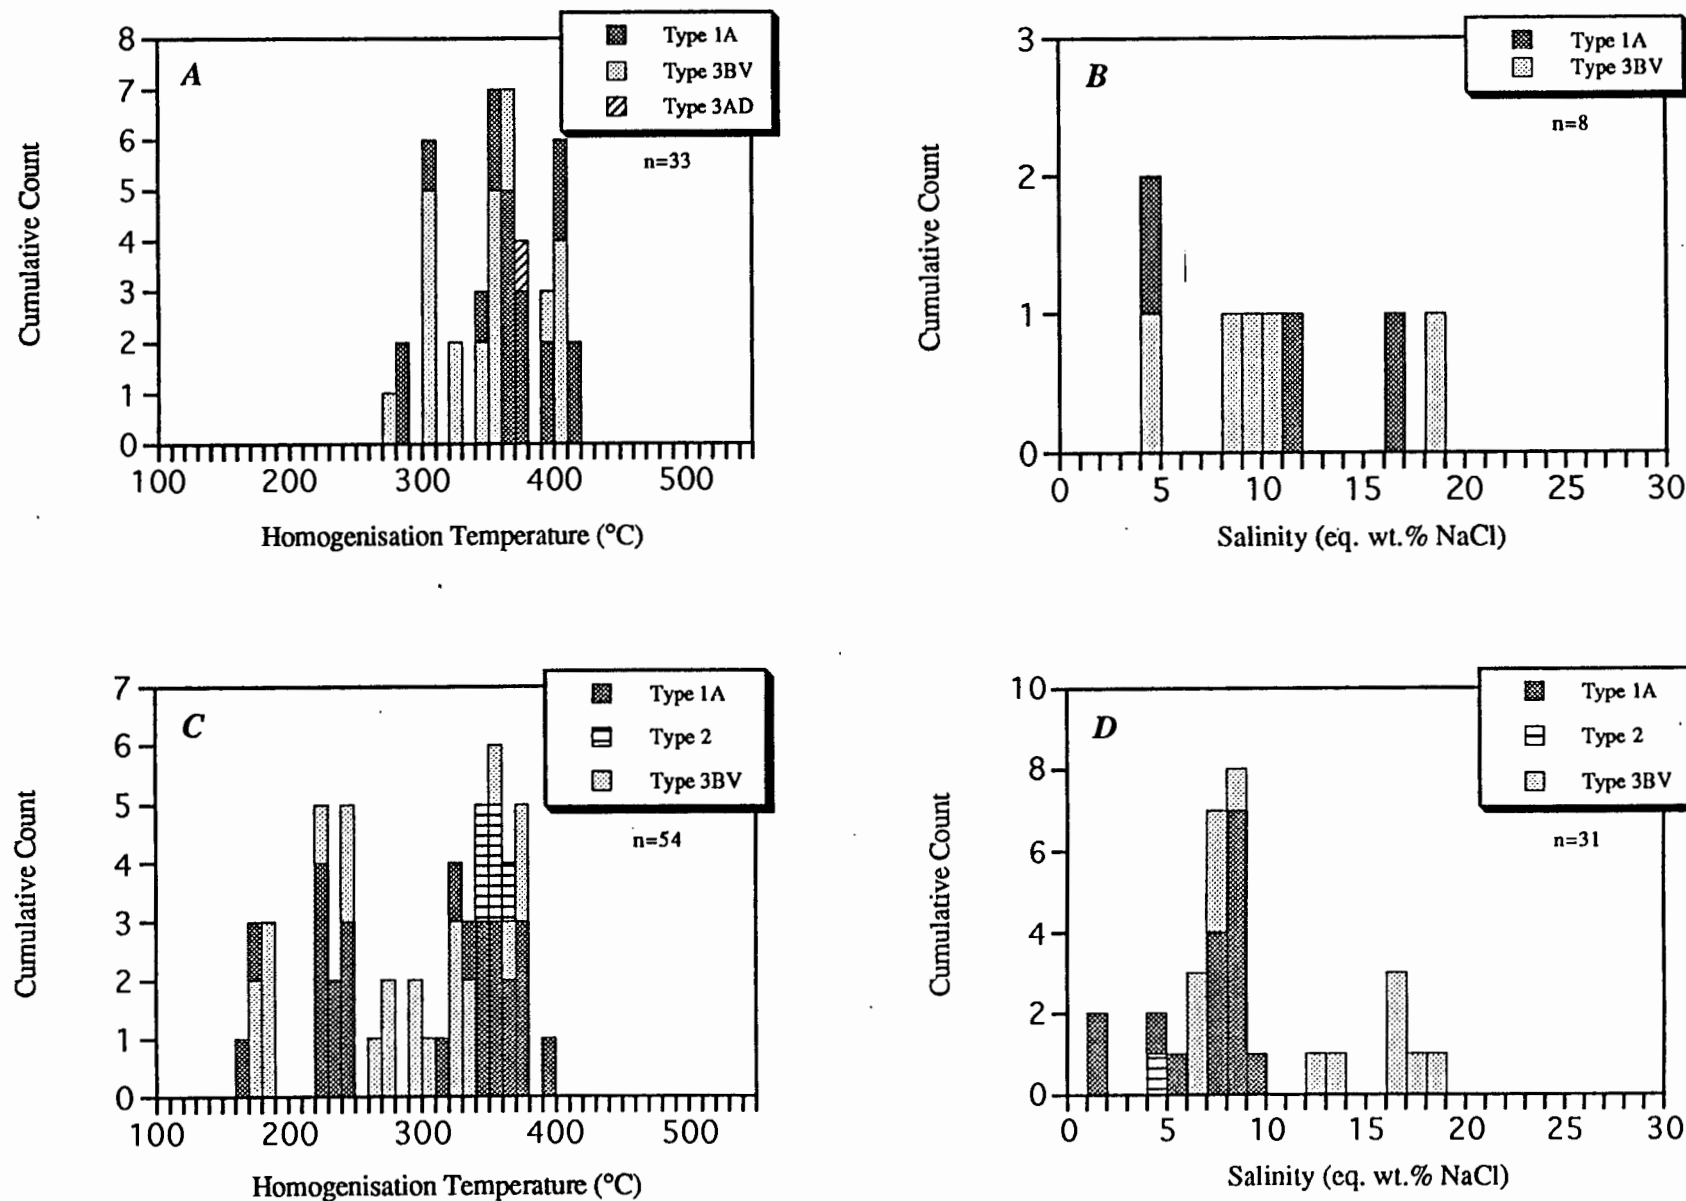 A
Type 1A
Type 3BV
Type 3AD
n=33
8
7
6
5
4
3
2
1
0
Cumulative Count
100 200 300 400 500
Homogenisation Temperature (°C)
B
Type 1A
Type 3BV
n=8
3
2
1
0
Cumulative Count
0 5 10 15 20 25 30
Salinity (eq. wt.% NaCl)
C
Type 1A
Type 2
Type 3BV
n=54
7
6
5
4
3
2
1
0
Cumulative Count
100 200 300 400 500
Homogenisation Temperature (°C)
D
Type 1A
Type 2
Type 3BV
n=31
10
8
6
4
2
0
Cumulative Count
0 5 10 15 20 25 30
Salinity (eq. wt.% NaCl)